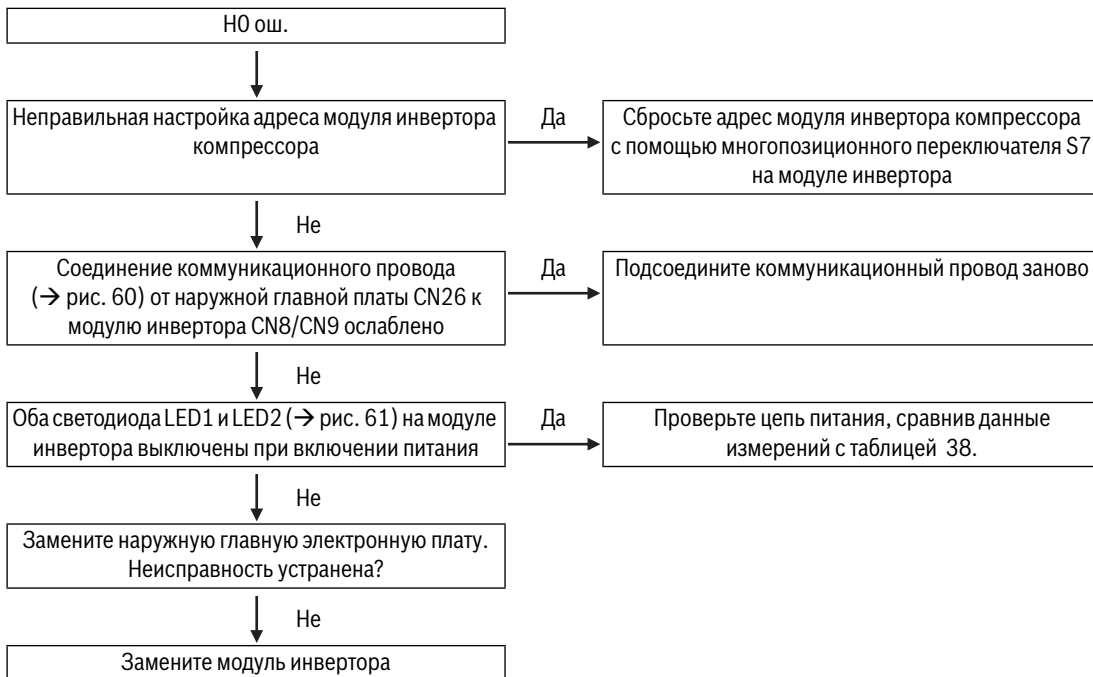 H0 ош.
Неправильная настройка адреса модуля инвертора
компрессора
Да
Сбросьте адрес модуля инвертора компрессора
с помощью многопозиционного переключателя S7
на модуле инвертора
Не
Соединение коммуникационного провода
(→ рис. 60) от наружной главной платы CN26 к
модулю инвертора CN8/CN9 ослаблено
Да
Подсоедините коммуникационный провод заново
Не
Оба светодиода LED1 и LED2 (→ рис. 61) на модуле
инвертора выключены при включении питания
Да
Проверьте цепь питания, сравнив данные
измерений с таблицей 38.
Не
Замените наружную главную электронную плату.
Неисправность устранена?
Не
Замените модуль инвертора